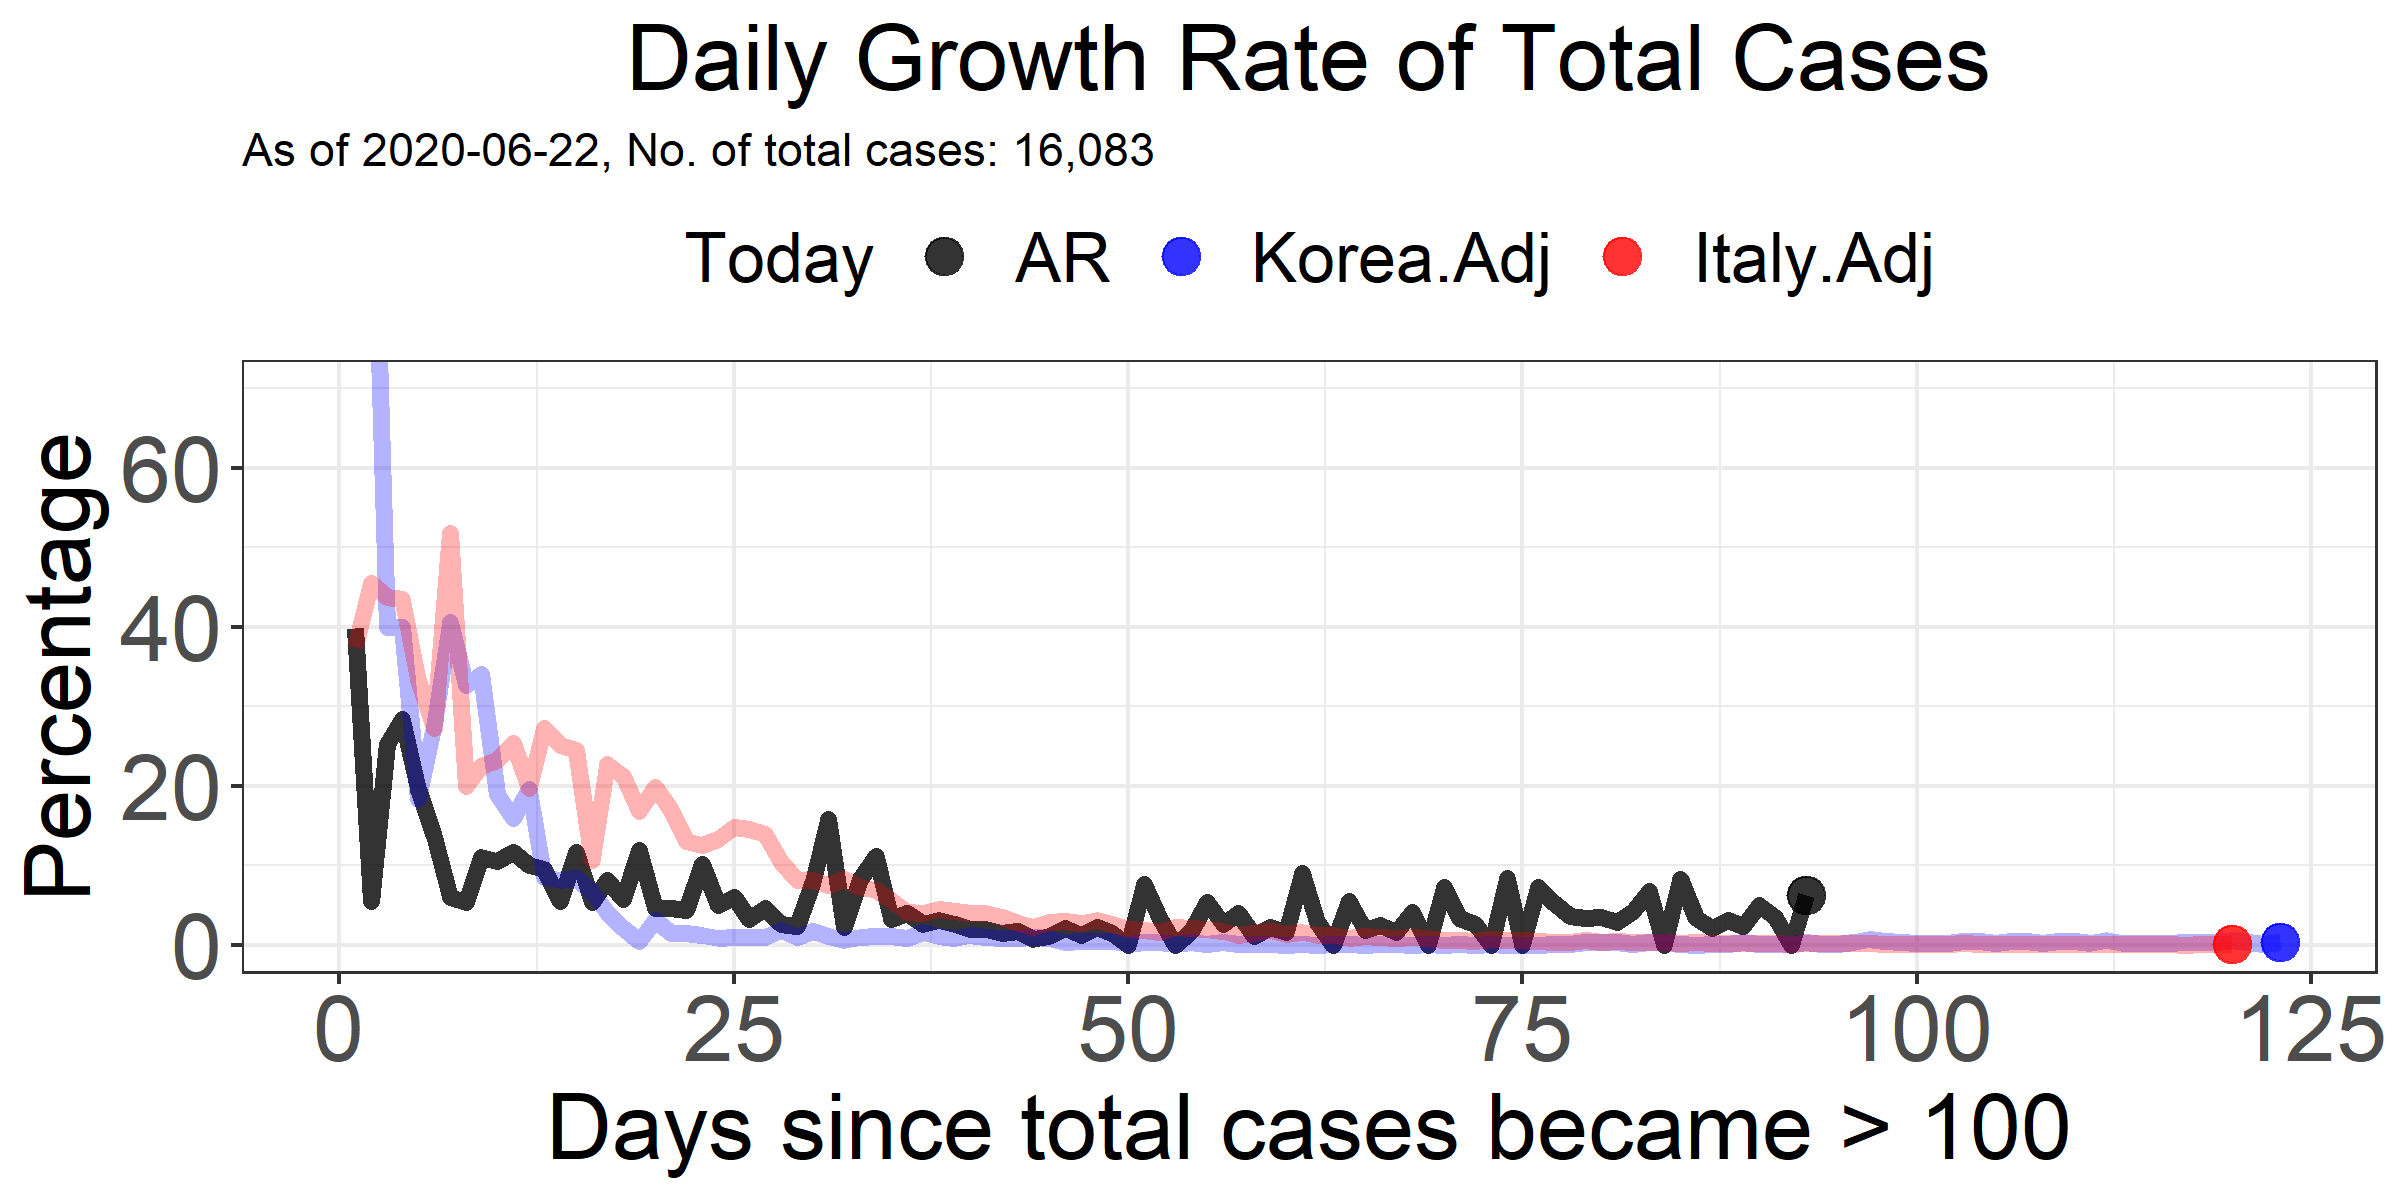 Daily Growth Rate of Total Cases
As of 2020-06-22, No. of total cases: 16,083
Today AR Korea.Adj Italy.Adj
Percentage
60
40
20
0
0 25 50 75 100 125
Days since total cases became > 100